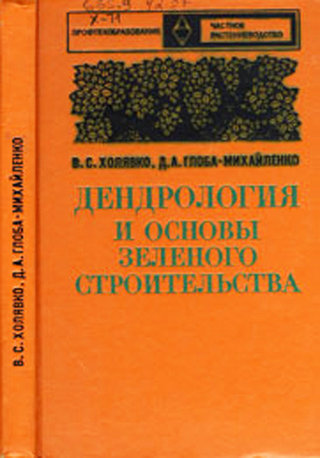 ПРОФТЕХОБРАЗОВАНИЕ
ЧАСТНОЕ
РАСТЕНИЕВОДСТВО
В. С. ХОЛЯВКО, Д. А. ГЛОБА-МИХАЙЛЕНКО
ДЕНДРОЛОГИЯ
И ОСНОВЫ
ЗЕЛЕНОГО
СТРОИТЕЛЬСТВА
В. С. ХОЛЯВКО, Д. А. ГЛОБА-МИХАЙЛЕНКО